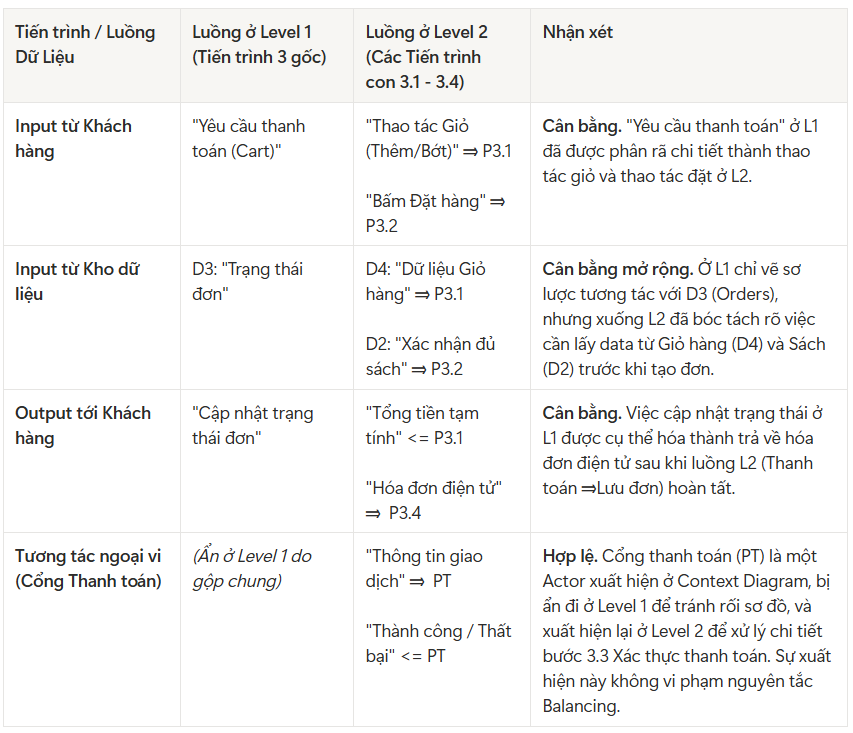 Tiến trình / Luồng
Dữ Liệu
Luồng ở Level 1
(Tiến trình 3 gốc)
Luồng ở Level 2
(Các Tiến trình
con 3.1 - 3.4)
Nhận xét
Input từ Khách
hàng
"Yêu cầu thanh
toán (Cart)"
"Thao tác Giỏ
(Thêm/Bớt)" ⇒ P3.1
"Bấm Đặt hàng" ⇒
P3.2
Cân bằng. "Yêu cầu thanh toán" ở L1
đã được phân rã chi tiết thành thao
tác giỏ và thao tác đặt ở L2.
Input từ Kho dữ
liệu
D3: "Trạng thái
đơn"
D4: "Dữ liệu Giỏ
hàng" ⇒ P3.1
D2: "Xác nhận đủ
sách" ⇒ P3.2
Cân bằng mở rộng. Ở L1 chỉ vẽ sơ
lược tương tác với D3 (Orders),
nhưng xuống L2 đã bóc tách rõ việc
cần lấy data từ Giỏ hàng (D4) và Sách
(D2) trước khi tạo đơn.
Output tới Khách
hàng
"Cập nhật trạng
thái đơn"
"Tổng tiền tạm
tính" <= P3.1
"Hóa đơn điện tử"
⇒ P3.4
Cân bằng. Việc cập nhật trạng thái ở
L1 được cụ thể hóa thành trả về hóa
đơn điện tử sau khi luồng L2 (Thanh
toán ⇒Lưu đơn) hoàn tất.
Tương tác ngoại vi
(Cổng Thanh toán)
(Ẩn ở Level 1 do
gộp chung)
"Thông tin giao
dịch" ⇒ PT
"Thành công / Thất
bại" <= PT
Hợp lệ. Cổng thanh toán (PT) là một
Actor xuất hiện ở Context Diagram, bị
ẩn đi ở Level 1 để tránh rối sơ đồ, và
xuất hiện lại ở Level 2 để xử lý chi tiết
bước 3.3 Xác thực thanh toán. Sự xuất
hiện này không vi phạm nguyên tắc
Balancing.